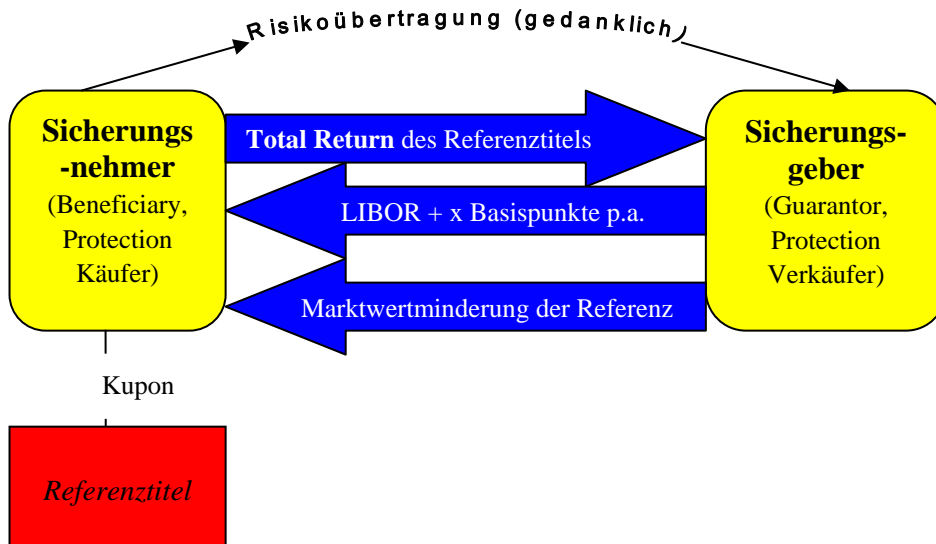 Risikoübertragung (gedanklich)
Sicherungs
-nehmer
(Beneficiary,
Protection
Käufer)
Total Return des Referenztitels
LIBOR + x Basispunkte p.a.
Marktwertminderung der Referenz
Sicherungs-
geber
(Guarantor,
Protection
Verkäufer)
Kupon
Referenztitel